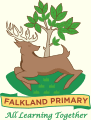 FALKLAND PRIMARY
All Learning Together